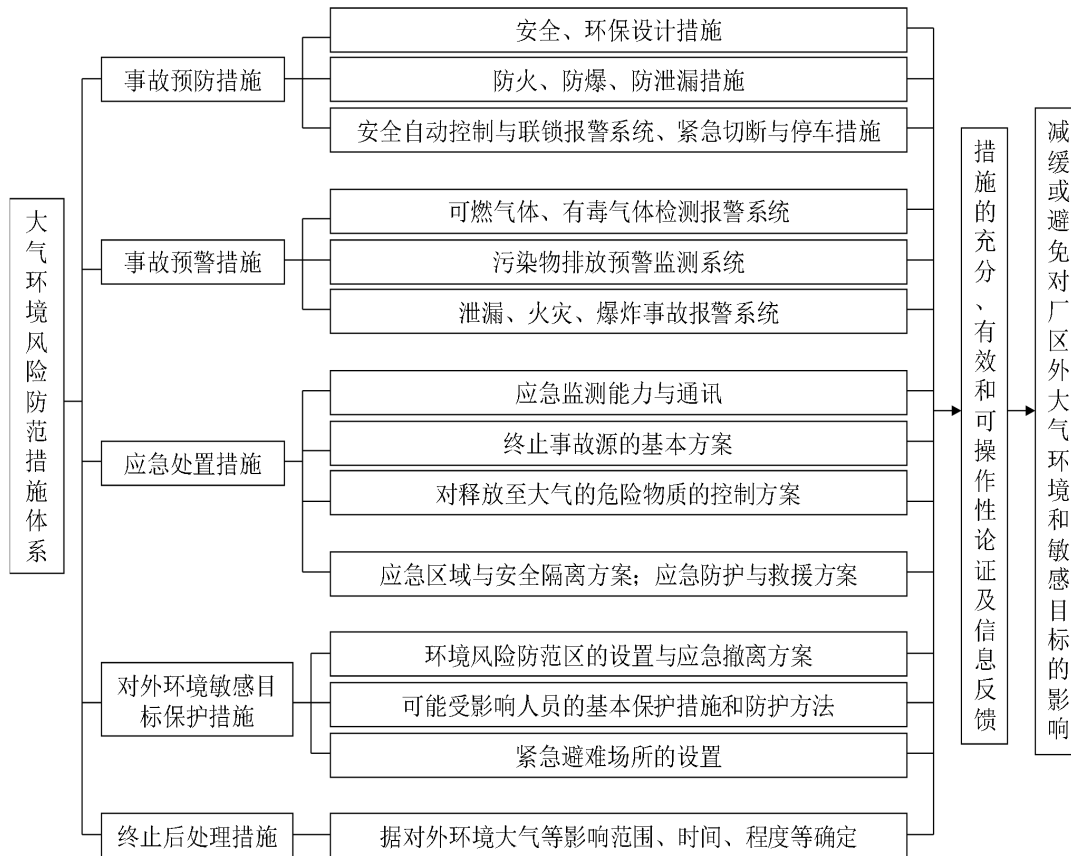 大气环境风险防范措施体系
事故预防措施
安全、环保设计措施
防火、防爆、防泄漏措施
安全自动控制与联锁报警系统、紧急切断与停车措施
事故预警措施
可燃气体、有毒气体检测报警系统
污染物排放预警监测系统
泄漏、火灾、爆炸事故报警系统
应急处置措施
应急监测能力与通讯
终止事故源的基本方案
对释放至大气的危险物质的控制方案
应急区域与安全隔离方案；应急防护与救援方案
对外环境敏感目
标保护措施
环境风险防范区的设置与应急撤离方案
可能受影响人员的基本保护措施和防护方法
紧急避难场所的设置
终止后处理措施
据对外环境大气等影响范围、时间、程度等确定
措施的充分、有效和可操作性论证及信息反馈
减缓或避免对厂区外大气环境和敏感目标的影响